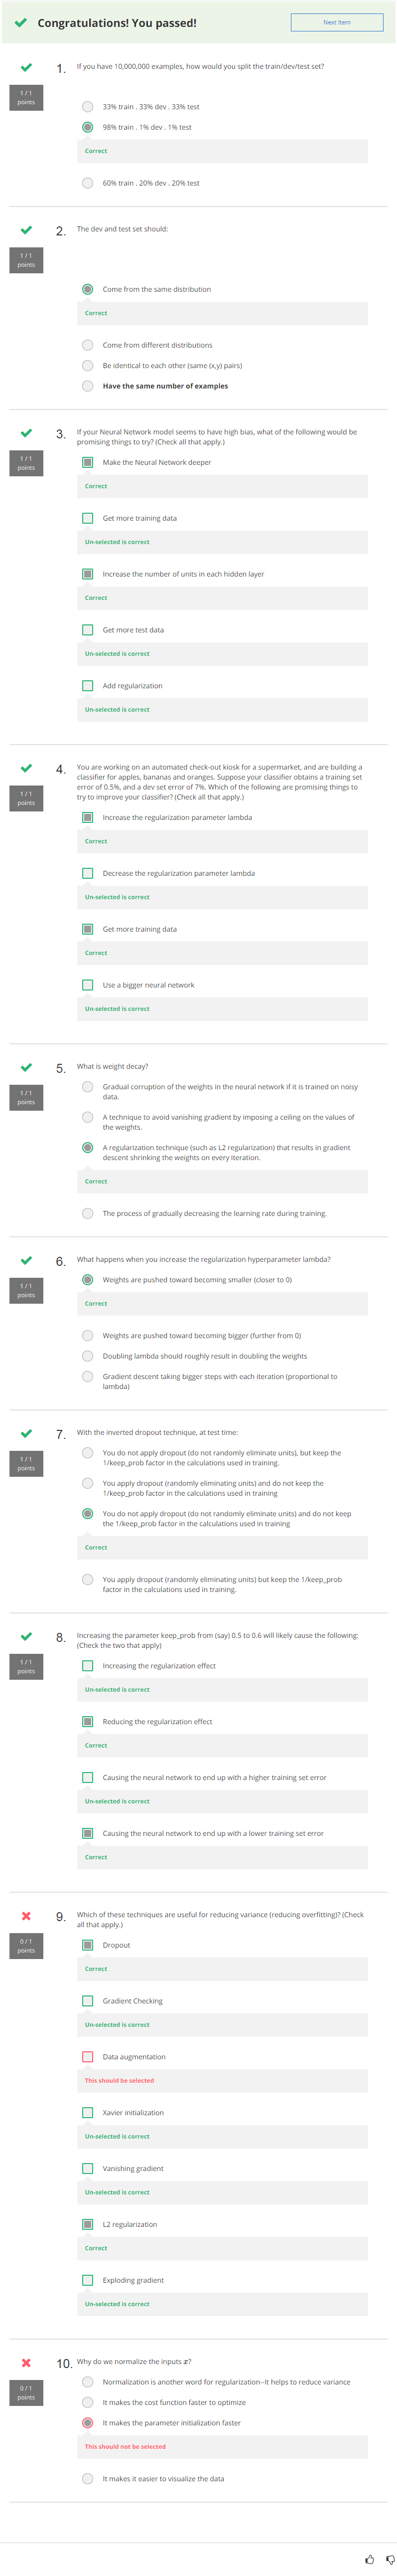 Congratulations! You passed!
Next Item
1 / 1
points
1.
If you have 10,000,000 examples, how would you split the train/dev/test set?
33% train . 33% dev . 33% test
98% train . 1% dev . 1% test
Correct
60% train . 20% dev . 20% test
1 / 1
points
2.
The dev and test set should:
Come from the same distribution
Correct
Come from different distributions
Be identical to each other (same (x,y) pairs)
Have the same number of examples
1 / 1
points
3.
If your Neural Network model seems to have high bias, what of the following would be
promising things to try? (Check all that apply.)
Make the Neural Network deeper
Correct
Get more training data
Un-selected is correct
Increase the number of units in each hidden layer
Correct
Get more test data
Un-selected is correct
Add regularization
Un-selected is correct
1 / 1
points
4.
You are working on an automated check-out kiosk for a supermarket, and are building a
classifier for apples, bananas and oranges. Suppose your classifier obtains a training set
error of 0.5%, and a dev set error of 7%. Which of the following are promising things to
try to improve your classifier? (Check all that apply.)
Increase the regularization parameter lambda
Correct
Decrease the regularization parameter lambda
Un-selected is correct
Get more training data
Correct
Use a bigger neural network
Un-selected is correct
1 / 1
points
5.
What is weight decay?
Gradual corruption of the weights in the neural network if it is trained on noisy
data.
A technique to avoid vanishing gradient by imposing a ceiling on the values of
the weights.
A regularization technique (such as L2 regularization) that results in gradient
descent shrinking the weights on every iteration.
Correct
The process of gradually decreasing the learning rate during training.
1 / 1
points
6.
What happens when you increase the regularization hyperparameter lambda?
Weights are pushed toward becoming smaller (closer to 0)
Correct
Weights are pushed toward becoming bigger (further from 0)
Doubling lambda should roughly result in doubling the weights
Gradient descent taking bigger steps with each iteration (proportional to
lambda)
1 / 1
points
7.
With the inverted dropout technique, at test time:
You do not apply dropout (do not randomly eliminate units), but keep the
1/keep_prob factor in the calculations used in training.
You apply dropout (randomly eliminating units) and do not keep the
1/keep_prob factor in the calculations used in training
You do not apply dropout (do not randomly eliminate units) and do not keep
the 1/keep_prob factor in the calculations used in training
Correct
You apply dropout (randomly eliminating units) but keep the 1/keep_prob
factor in the calculations used in training.
1 / 1
points
8.
Increasing the parameter keep_prob from (say) 0.5 to 0.6 will likely cause the following:
(Check the two that apply)
Increasing the regularization effect
Un-selected is correct
Reducing the regularization effect
Correct
Causing the neural network to end up with a higher training set error
Un-selected is correct
Causing the neural network to end up with a lower training set error
Correct
0 / 1
points
9.
Which of these techniques are useful for reducing variance (reducing overfitting)? (Check
all that apply.)
Dropout
Correct
Gradient Checking
Un-selected is correct
Data augmentation
This should be selected
Xavier initialization
Un-selected is correct
Vanishing gradient
Un-selected is correct
L2 regularization
Correct
Exploding gradient
Un-selected is correct
0 / 1
points
10.
Why do we normalize the inputs x?
Normalization is another word for regularization--It helps to reduce variance
It makes the cost function faster to optimize
It makes the parameter initialization faster
This should not be selected
It makes it easier to visualize the data